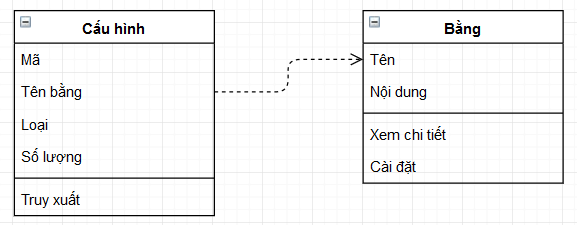 Cấu hình
Mã
Tên bằng
Loại
Số lượng
Truy xuất
Bằng
Tên
Nội dung
Xem chi tiết
Cài đặt